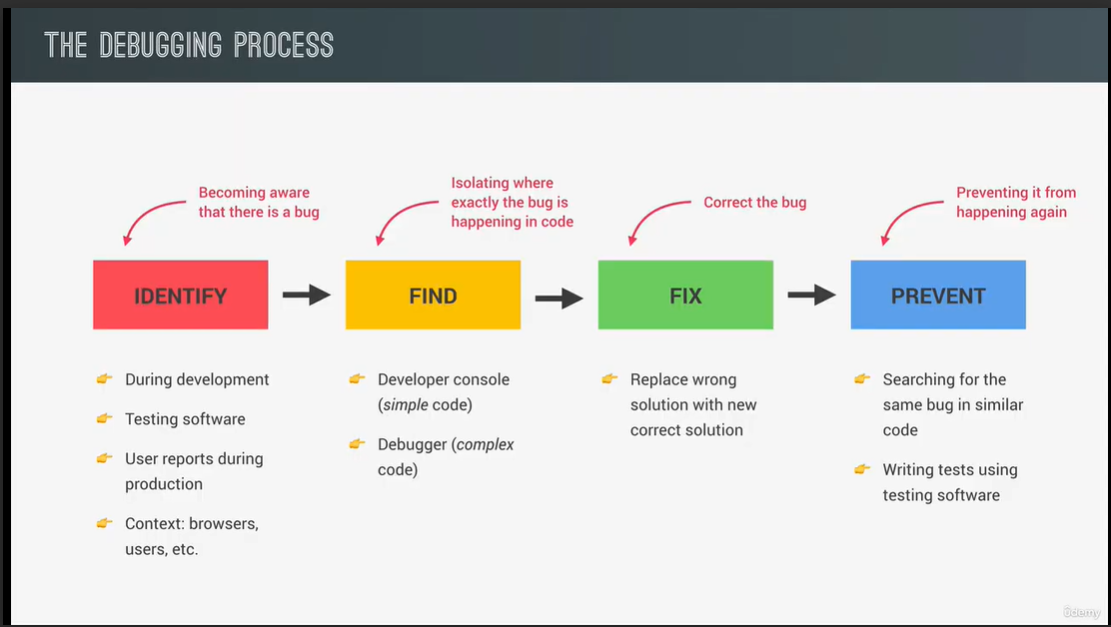 THE DEBUGGING PROCESS
Becoming aware
that there is a bug
IDENTIFY
During development
Testing software
User reports during
production
Context: browsers,
users, etc.
Isolating where
exactly the bug is
happening in code
FIND
Developer console
(simple code)
Debugger (complex
code)
Correct the bug
FIX
Replace wrong
solution with new
correct solution
Preventing it from
happening again
PREVENT
Searching for the
same bug in similar
code
Writing tests using
testing software
ûdemy